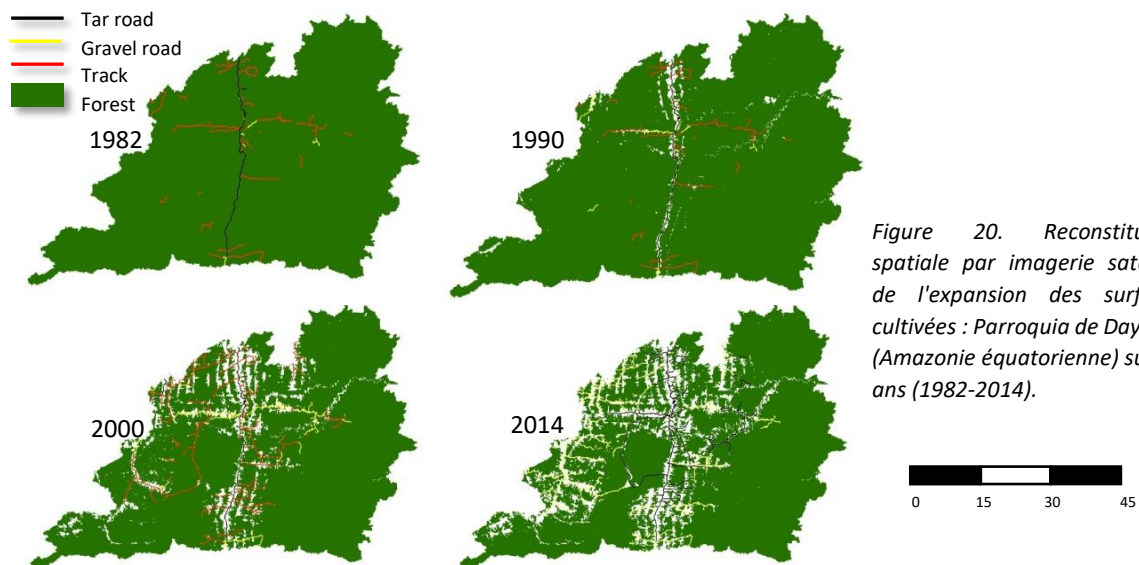 Tar road
Gravel road
Track
Forest
1982
1990
2000
2014
Figure 20. Reconstitu
spatiale par imagerie sat
de l'expansion des surf
cultivées : Parroquia de Day
(Amazonie équatorienne) su
ans (1982-2014).
0 15 30 45